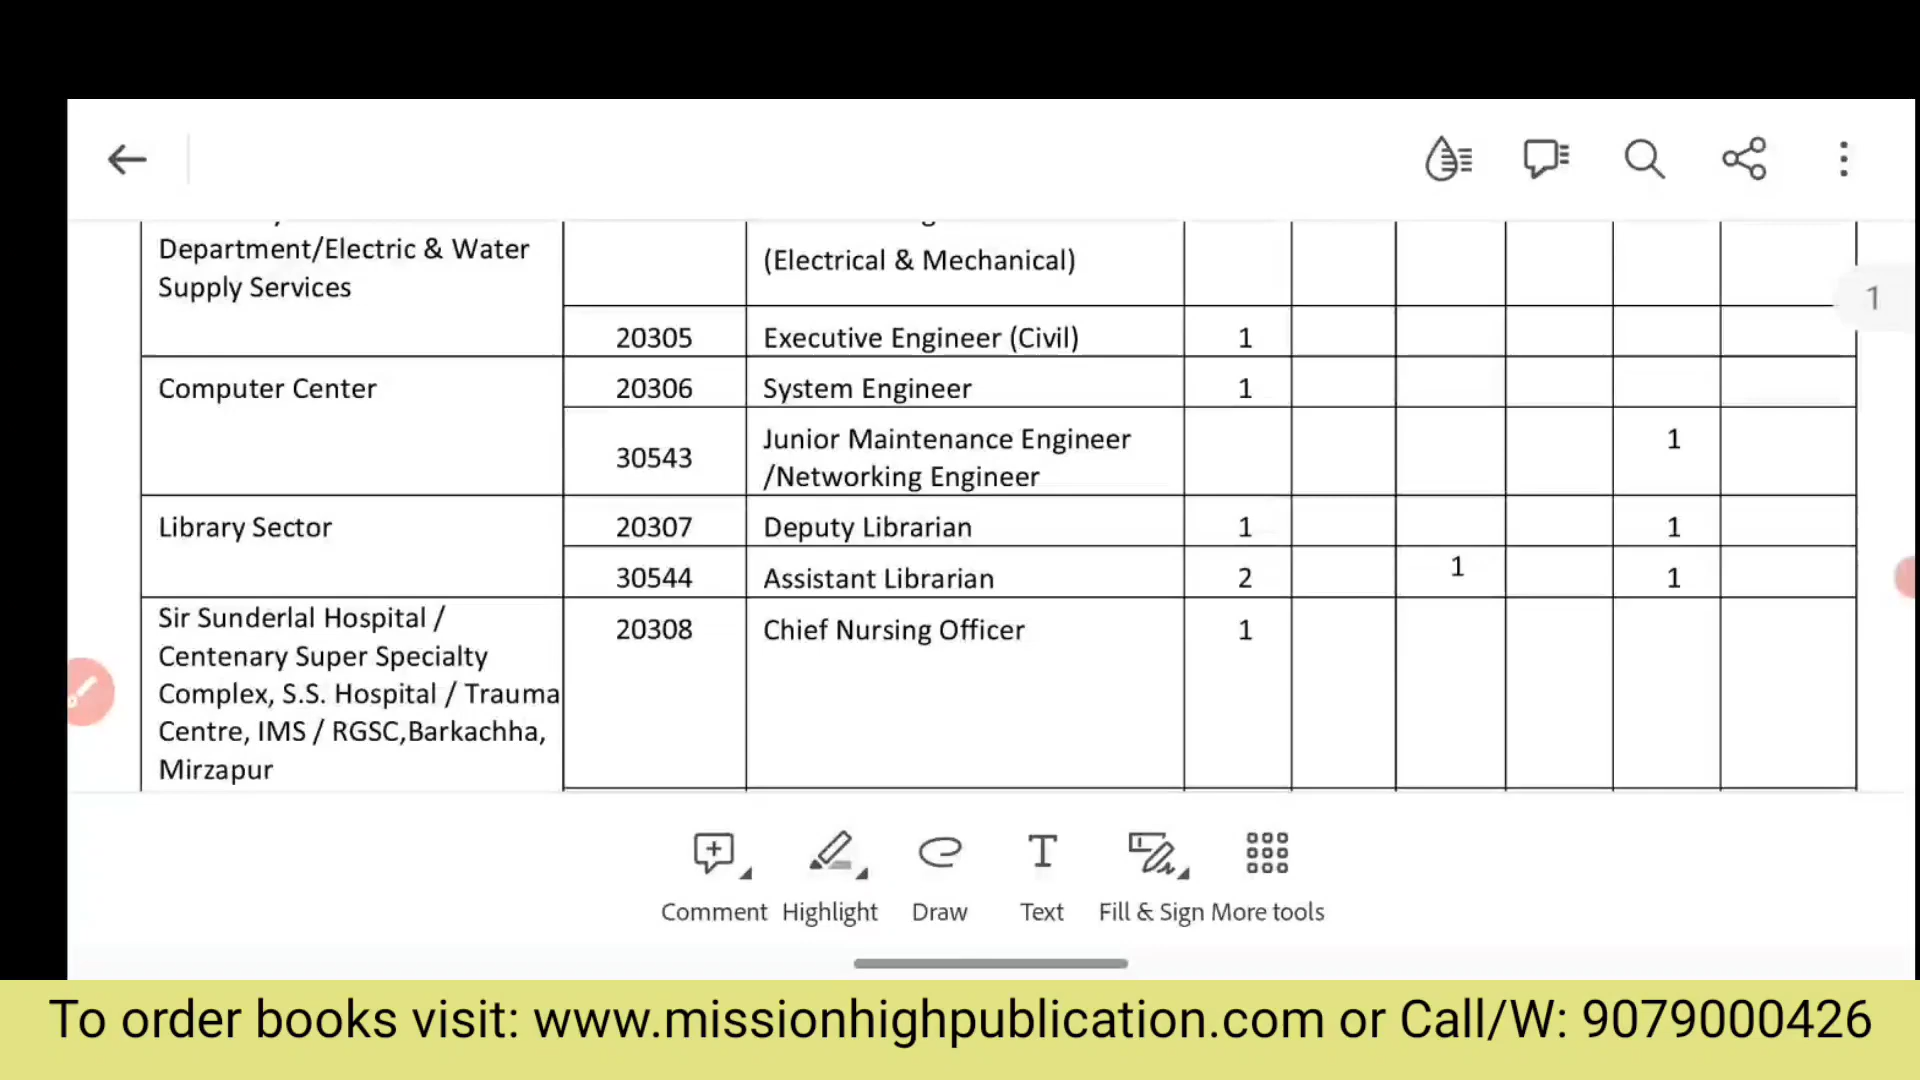 Department/Electric & Water
Supply Services
(Electrical & Mechanical)
1
20305 Executive Engineer (Civil) 1
Computer Center 20306 System Engineer 1
30543 Junior Maintenance Engineer
/Networking Engineer 1
Library Sector 20307 Deputy Librarian 1 1
30544 Assistant Librarian 2 1 1
Sir Sunderlal Hospital /
Centenary Super Specialty
Complex, S.S. Hospital / Trauma
Centre, IMS / RGSC,Barkachha,
Mirzapur
20308 Chief Nursing Officer 1
Comment Highlight Draw Text Fill & Sign More tools
To order books visit: www.missionhighpublication.com or Call/W: 9079000426